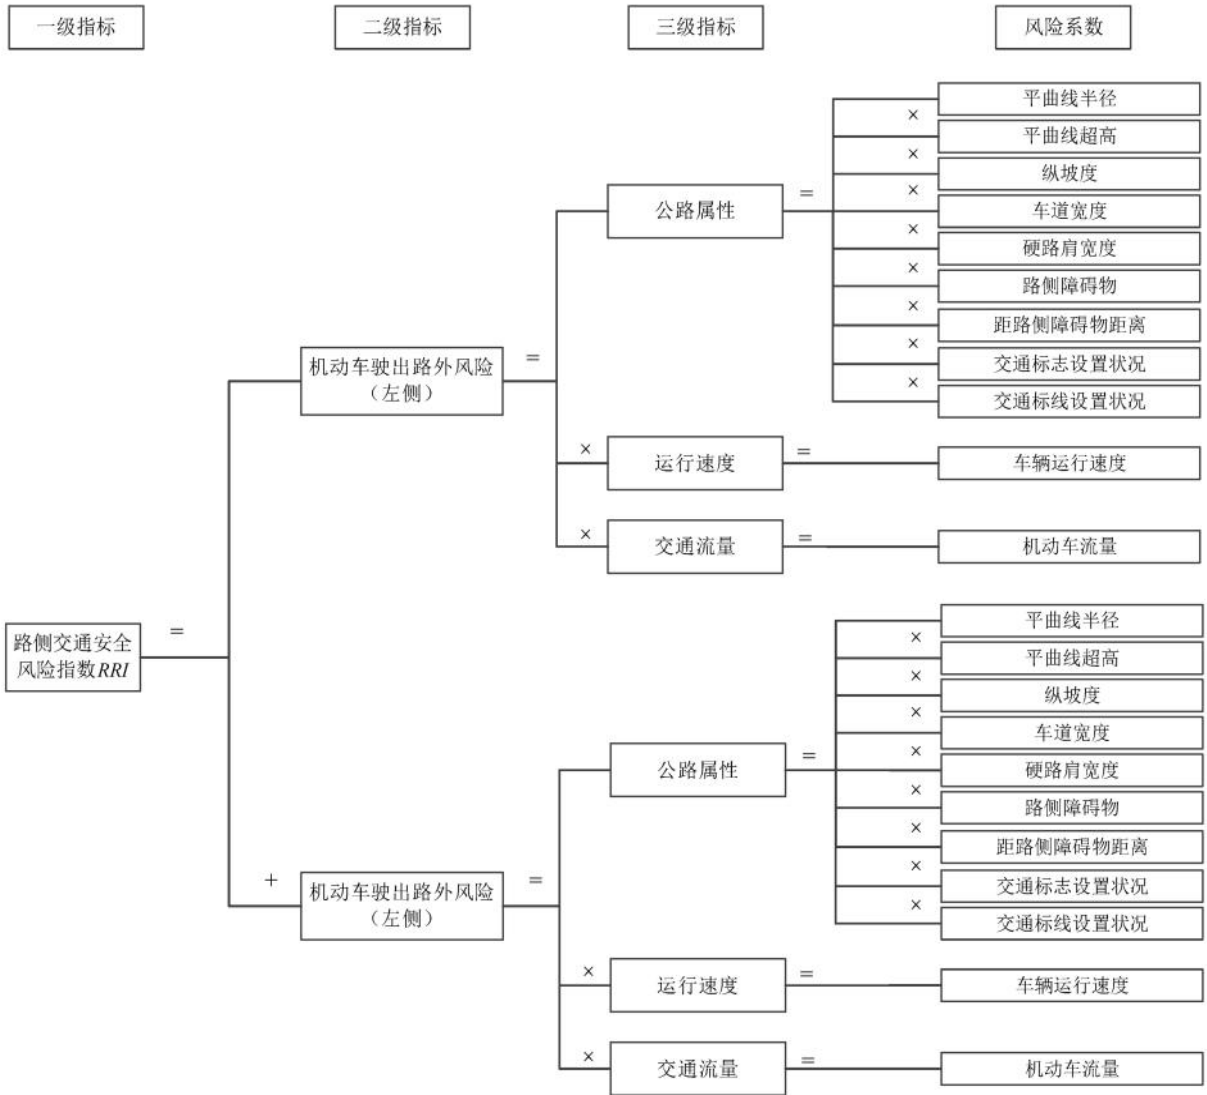 一级指标
二级指标
三级指标
风险系数
平曲线半径
×
平曲线超高
×
纵坡度
×
公路属性
=
车道宽度
×
硬路肩宽度
×
路侧障碍物
×
距路侧障碍物距离
×
交通标志设置状况
×
交通标线设置状况
机动车驶出路外风险
（左侧）
=
×
运行速度
=
车辆运行速度
×
交通流量
=
机动车流量
路侧交通安全
风险指数RRI
=
平曲线半径
×
平曲线超高
×
纵坡度
×
车道宽度
×
公路属性
=
硬路肩宽度
×
路侧障碍物
×
距路侧障碍物距离
×
交通标志设置状况
×
交通标线设置状况
+
机动车驶出路外风险
（左侧）
=
×
运行速度
=
车辆运行速度
×
交通流量
=
机动车流量